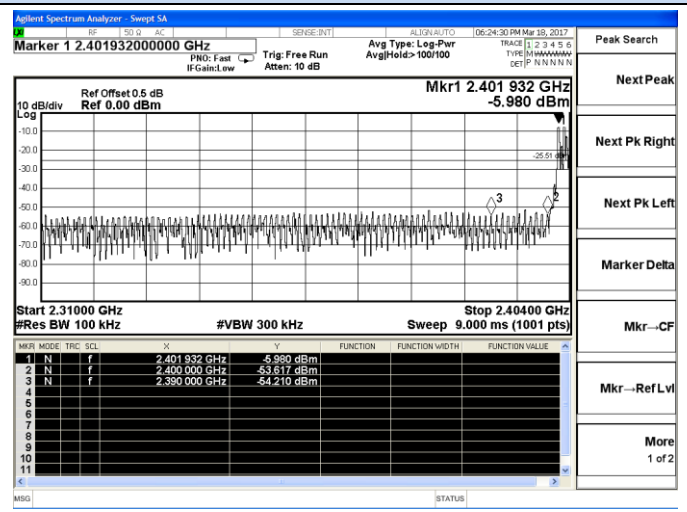 Agilent Spectrum Analyzer - Swept SA
RF 50 Ω AC SENSE:INT ALIGN AUTO 06:24:30 PM Mar 18, 2017
Marker 1 2.401932000000 GHz
PNO: Fast
IFGain:Low
Trig: Free Run
Atten: 10 dB
Avg Type: Log-Pwr
Avg|Hold:> 100/100
TRACE 1 2 3 4 5 6
TYPE MWWWWW
DET P NNNNN
Ref Offset 0.5 dB
10 dB/div Ref 0.00 dBm
Log
Mkr1 2.401 932 GHz
-5.980 dBm
-10.0
-20.0
-25.51
-30.0
-40.0
-50.0
-60.0
-70.0
-80.0
-90.0
3
2
Start 2.31000 GHz Stop 2.40400 GHz
#Res BW 100 kHz #VBW 300 kHz Sweep 9.000 ms (1001 pts)
MKR MODE TRC SCL X Y FUNCTION FUNCTION WIDTH FUNCTION VALUE
1 N f 2.401 932 GHz -5.980 dBm
2 N f 2.400 000 GHz -53.617 dBm
3 N f 2.390 000 GHz -54.210 dBm
4
5
6
7
8
9
10
11
MSG STATUS
Peak Search
Next Peak
Next Pk Right
Next Pk Left
Marker Delta
Mkr→CF
Mkr→Ref Lvl
More
1 of 2